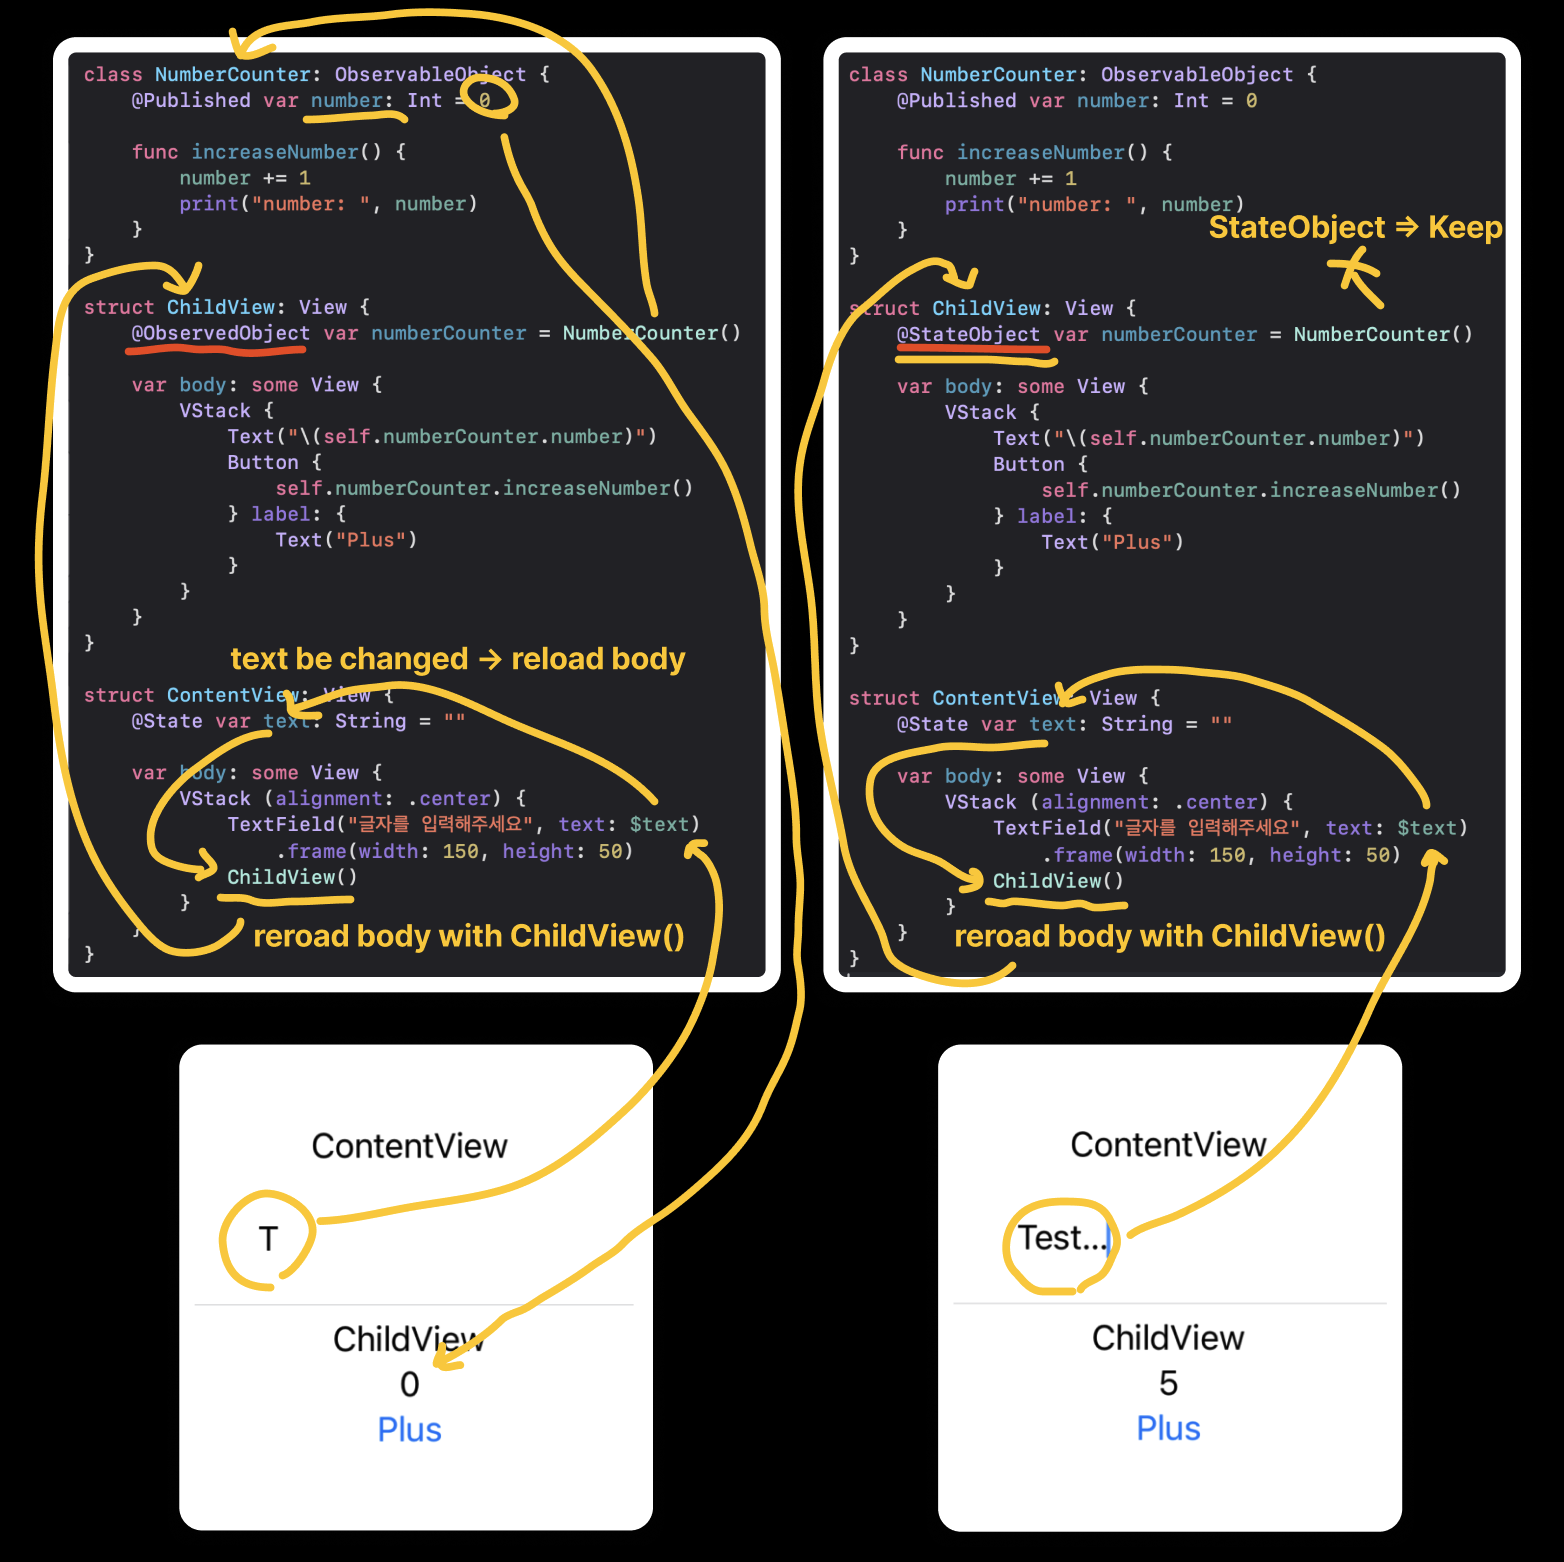 class NumberCounter: ObservableObject {
@Published var number: Int = 0
func increaseNumber() {
number += 1
print("number: ", number)
}
}
struct ChildView: View {
@ObservedObject var numberCounter = NumberCounter()
var body: some View {
VStack {
Text("\(self.numberCounter.number)")
Button {
self.numberCounter.increaseNumber()
} label: {
Text("Plus")
}
}
}
}
text be changed → reload body
struct ContentView: View {
@State var text: String = ""
var body: some View {
VStack (alignment: .center) {
TextField("글자를 입력해주세요", text: $text)
.frame(width: 150, height: 50)
ChildView()
}
reroad body with ChildView()
}
}
ContentView
T
ChildView
0
Plus
class NumberCounter: ObservableObject {
@Published var number: Int = 0
func increaseNumber() {
number += 1
print("number: ", number)
StateObject ⇒ Keep
}
}
struct ChildView: View {
@StateObject var numberCounter = NumberCounter()
var body: some View {
VStack {
Text("\(self.numberCounter.number)")
Button {
self.numberCounter.increaseNumber()
} label: {
Text("Plus")
}
}
}
}
struct ContentView: View {
@State var text: String = ""
var body: some View {
VStack (alignment: .center) {
TextField("글자를 입력해주세요", text: $text)
.frame(width: 150, height: 50)
ChildView()
}
reroad body with ChildView()
}
}
ContentView
Test...
ChildView
5
Plus